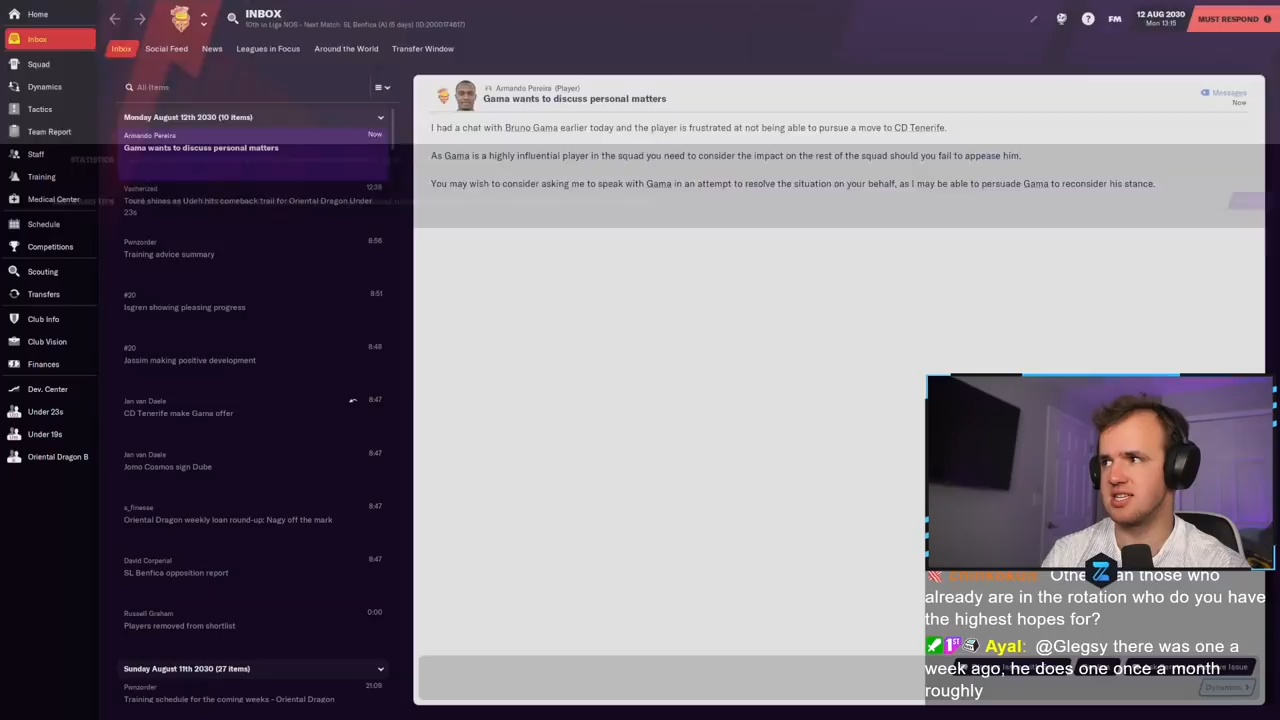 Home
INBOX
10th in Liga NOS - Next Match: SL Benfica (A) (5 days) (ID:2000174617)
FM
12 AUG 2030
Mon 13:15
MUST RESPOND
Inbox
Inbox
Social Feed
News
Leagues in Focus
Around the World
Transfer Window
Squad
Dynamics
Tactics
Team Report
Staff
Training
Medical Center
Schedule
Competitions
Scouting
Transfers
Club Info
Club Vision
Finances
Dev. Center
Under 23s
Under 19s
Oriental Dragon B
All Items
Monday August 12th 2030 (10 items)
Armando Pereira
Now
Gama wants to discuss personal matters
STATISTICS
Vacherized
12:38
Toure shines as Udeh hits comeback trail for Oriental Dragon Under
23s
Pwnzorder
8:56
Training advice summary
#20
8:51
Isgren showing pleasing progress
#20
8:48
Jassim making positive development
Jan van Daele
8:47
CD Tenerife make Gama offer
Jan van Daele
8:47
Jomo Cosmos sign Dube
s_finesse
8:47
Oriental Dragon weekly loan round-up: Nagy off the mark
David Corperial
8:47
SL Benfica opposition report
Russell Graham
0:00
Players removed from shortlist
Sunday August 11th 2030 (27 items)
Pwnzorder
21:09
Training schedule for the coming weeks - Oriental Dragon
Armando Pereira (Player)
Gama wants to discuss personal matters
Messages
Now
I had a chat with Bruno Gama earlier today and the player is frustrated at not being able to pursue a move to CD Tenerife.
As Gama is a highly influential player in the squad you need to consider the impact on the rest of the squad should you fail to appease him.
You may wish to consider asking me to speak with Gama in an attempt to resolve the situation on your behalf, as I may be able to persuade Gama to reconsider his stance.
an those who
already are in the rotation who do you have
the highest hopes for?
1ST Ayal: @Glegsy there was one a
week ago, he does one once a month
roughly
Issue
Dynamics